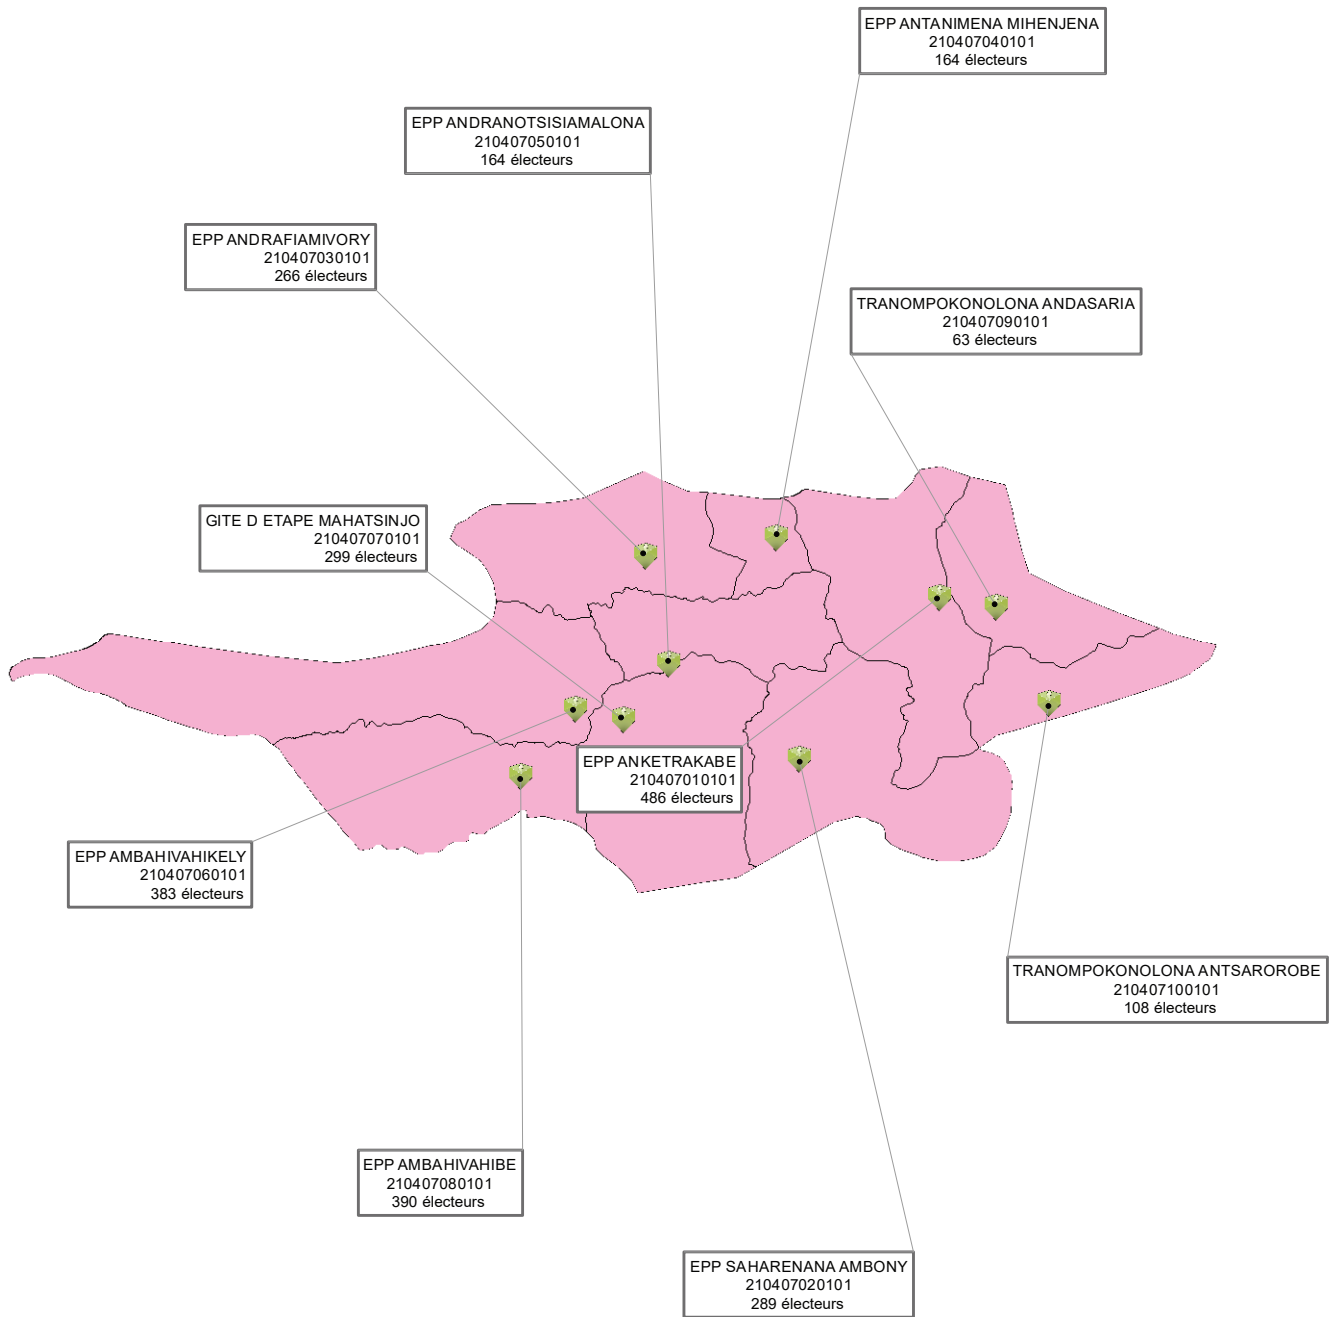 EPP ANTANIMENA MIHENJENA
210407040101
164 électeurs
EPP ANDRANOTSISIAMALONA
210407050101
164 électeurs
EPP ANDRAFIAMIVORY
210407030101
266 électeurs
TRANOMPOKONOLONA ANDASARIA
210407090101
63 électeurs
GITE D ETAPE MAHATSINJO
210407070101
299 électeurs
EPP ANKETRAKABE
210407010101
486 électeurs
EPP AMBAHIVAHIKELY
210407060101
383 électeurs
TRANOMPOKONOLONA ANTSAROROBE
210407100101
108 électeurs
EPP AMBAHIVAHIBE
210407080101
390 électeurs
EPP SAHARENANA AMBONY
210407020101
289 électeurs